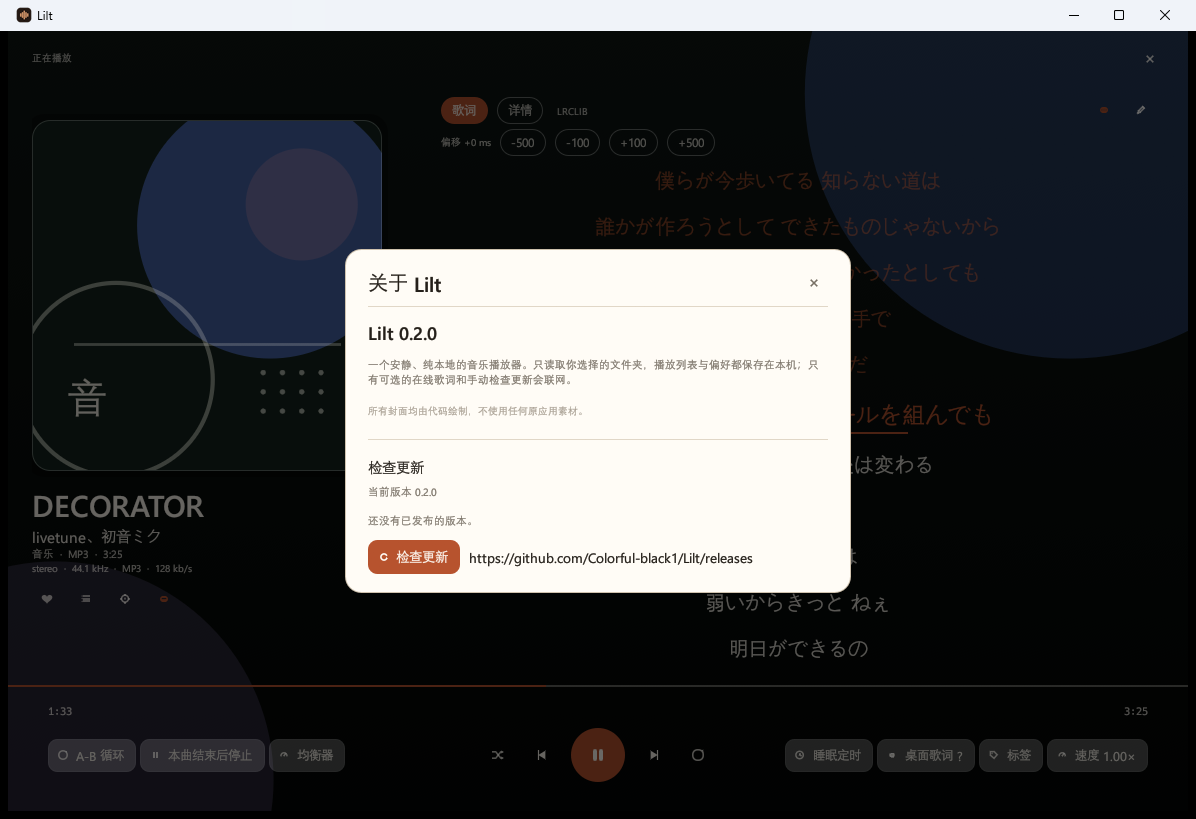 Lilt
正在播放
歌词 详情 LRCLIB
偏移 +0 ms -500 -100 +100 +500
僕らが今歩いてる 知らない道は
誰かが作ろうとして できたものじゃないから
かったとしても
手で
だ
ールを組んでも
は変わる
は
弱いからきっと ねぇ
明日ができるの
音
DECORATOR
livetune、初音ミク
音乐 · MP3 · 3:25
stereo · 44.1 kHz · MP3 · 128 kb/s
关于 Lilt
Lilt 0.2.0
一个安静、纯本地的音乐播放器。只读取你选择的文件夹，播放列表与偏好都保存在本机；只
有可选的在线歌词和手动检查更新会联网。
所有封面均由代码绘制，不使用任何原应用素材。
检查更新
当前版本 0.2.0
还没有已发布的版本。
检查更新 https://github.com/Colorful-black1/Lilt/releases
1:33 3:25
A-B 循环 本曲结束后停止 均衡器 睡眠定时 桌面歌词 ? 标签 速度 1.00×